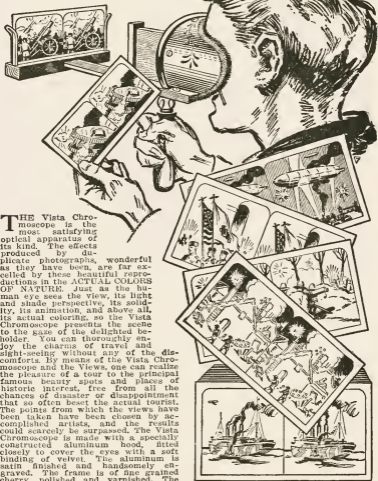 THE Vista Chro-
moscope is the
most satisfying
optical apparatus of
its kind. The effects
produced by du-
plicate photographs, wonderful
as they have been, are far ex-
celled by these beautiful repro-
ductions in the ACTUAL COLORS
OF NATURE. Just as the hu-
man eye sees the view, its light
and shade perspective, its solid-
ity, its animation, and above all,
its actual coloring, so the Vista
Chromoscope presents the scene
to the gaze of the delighted be-
holder. You can thoroughly en-
joy the charms of travel and
sight-seeing without any of the dis-
comforts. By means of the Vista Chro-
moscope and the Views, one can realize
the pleasure of a tour to the principal
famous beauty spots and places of
historic interest, free from all the
chances of disaster or disappointment
that so often beset the actual tourist.
The points from which the views have
been taken have been chosen by ac-
complished artists, and the results
could scarcely be surpassed. The Vista
Chromoscope is made with a specially
constructed aluminum hood, fitted
closely to cover the eyes with a soft
binding of velvet. The aluminum is
satin finished and handsomely en-
graved. The frame is of fine grained
cherry, polished and varnished. The